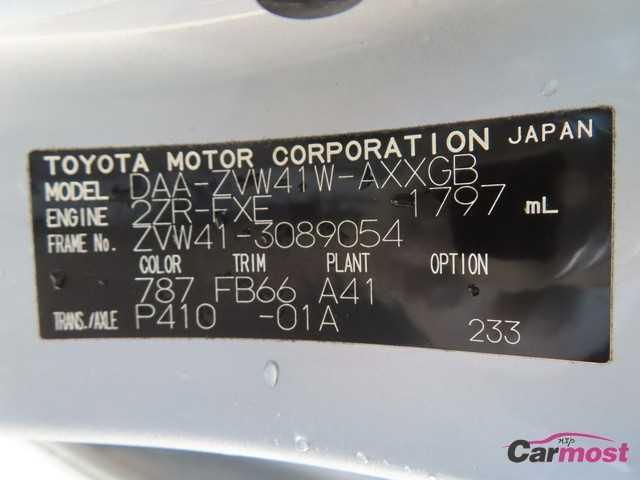 TOYOTA MOTOR CORPORATION JAPAN
MODEL DAA-ZVW41W-AXXGB
ENGINE 2ZR-FXE 1797 mL
FRAME No. ZVW41-3089054
COLOR TRIM PLANT OPTION
787 FB66 A41
TRANS./AXLE P410 -01A 233
nxp
Carmost